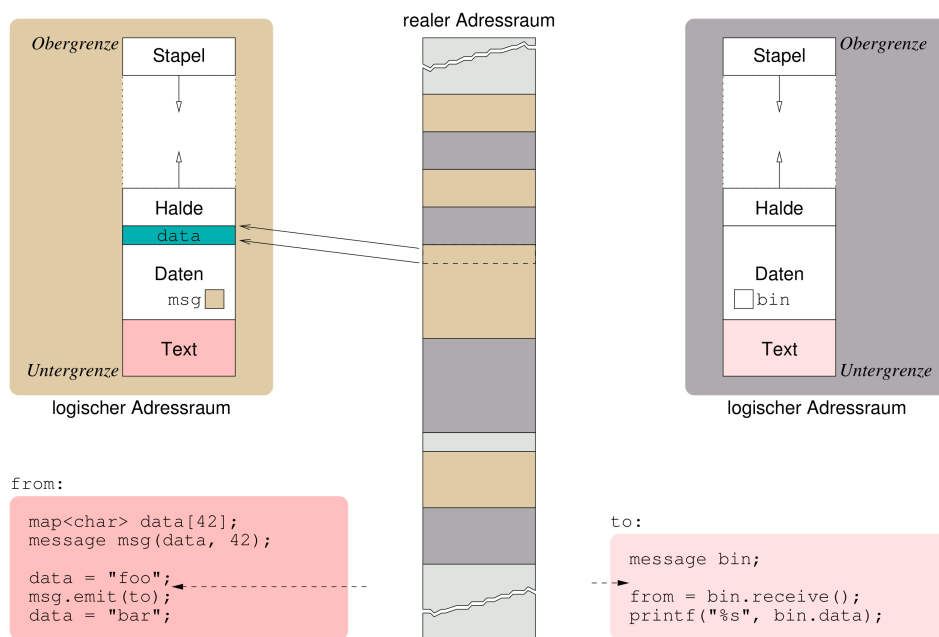 realer Adressraum
Obergrenze
Stapel
Halde
data
Daten
msg
Text
Untergrenze
logischer Adressraum
Obergrenze
Stapel
Halde
Daten
bin
Text
Untergrenze
logischer Adressraum
from:
map<char> data[42];
message msg(data, 42);
data = "foo";
msg.emit(to);
data = "bar";
to:
message bin;
from = bin.receive();
printf("%s", bin.data);